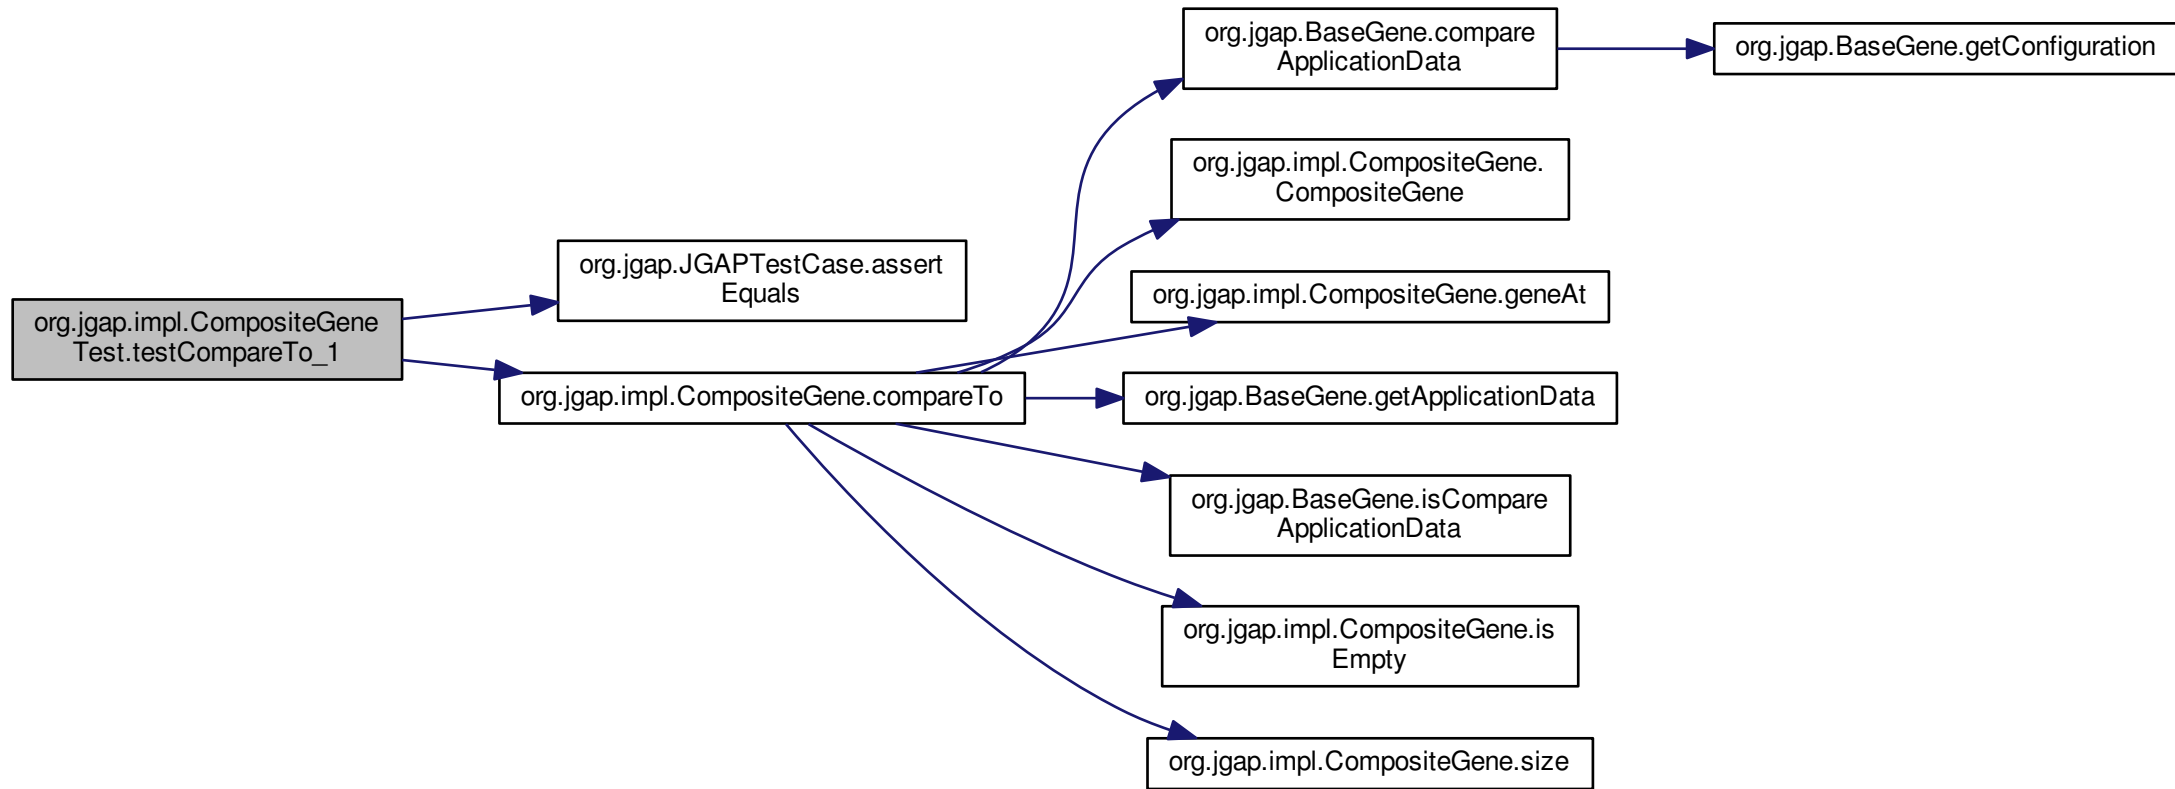 org.jgap.impl.CompositeGene
Test.testCompareTo_1
org.jgap.JGAPTestCase.assert
Equals
org.jgap.impl.CompositeGene.compareTo
org.jgap.BaseGene.compare
ApplicationData
org.jgap.BaseGene.getConfiguration
org.jgap.impl.CompositeGene.
CompositeGene
org.jgap.impl.CompositeGene.geneAt
org.jgap.BaseGene.getApplicationData
org.jgap.BaseGene.isCompare
ApplicationData
org.jgap.impl.CompositeGene.is
Empty
org.jgap.impl.CompositeGene.size